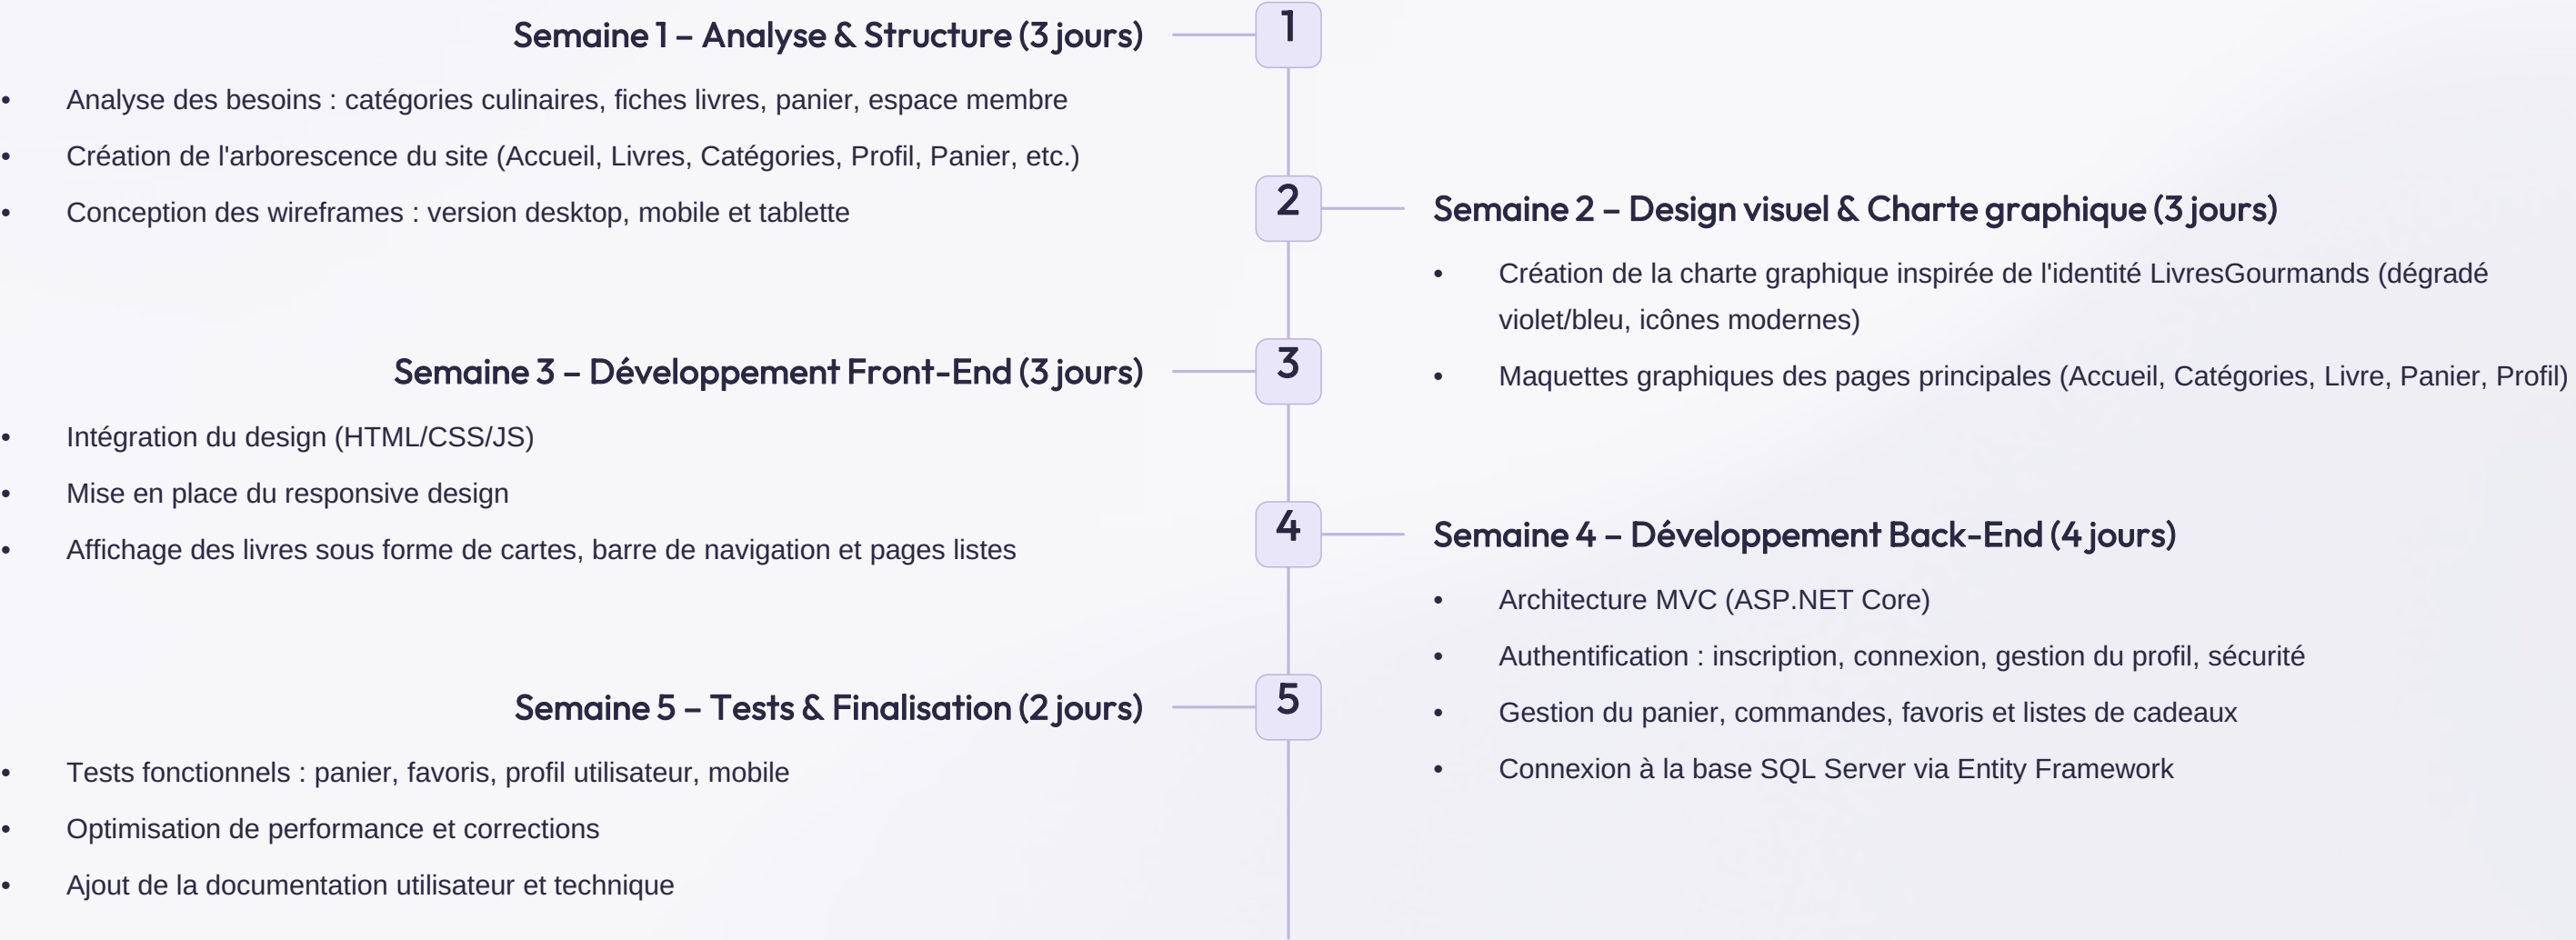 Semaine 1 – Analyse & Structure (3 jours)
1
• Analyse des besoins : catégories culinaires, fiches livres, panier, espace membre
• Création de l'arborescence du site (Accueil, Livres, Catégories, Profil, Panier, etc.)
• Conception des wireframes : version desktop, mobile et tablette
2
Semaine 2 – Design visuel & Charte graphique (3 jours)
• Création de la charte graphique inspirée de l'identité LivresGourmands (dégradé
violet/bleu, icônes modernes)
• Maquettes graphiques des pages principales (Accueil, Catégories, Livre, Panier, Profil)
Semaine 3 – Développement Front-End (3 jours)
3
• Intégration du design (HTML/CSS/JS)
• Mise en place du responsive design
• Affichage des livres sous forme de cartes, barre de navigation et pages listes
4
Semaine 4 – Développement Back-End (4 jours)
• Architecture MVC (ASP.NET Core)
• Authentification : inscription, connexion, gestion du profil, sécurité
• Gestion du panier, commandes, favoris et listes de cadeaux
• Connexion à la base SQL Server via Entity Framework
Semaine 5 – Tests & Finalisation (2 jours)
5
• Tests fonctionnels : panier, favoris, profil utilisateur, mobile
• Optimisation de performance et corrections
• Ajout de la documentation utilisateur et technique